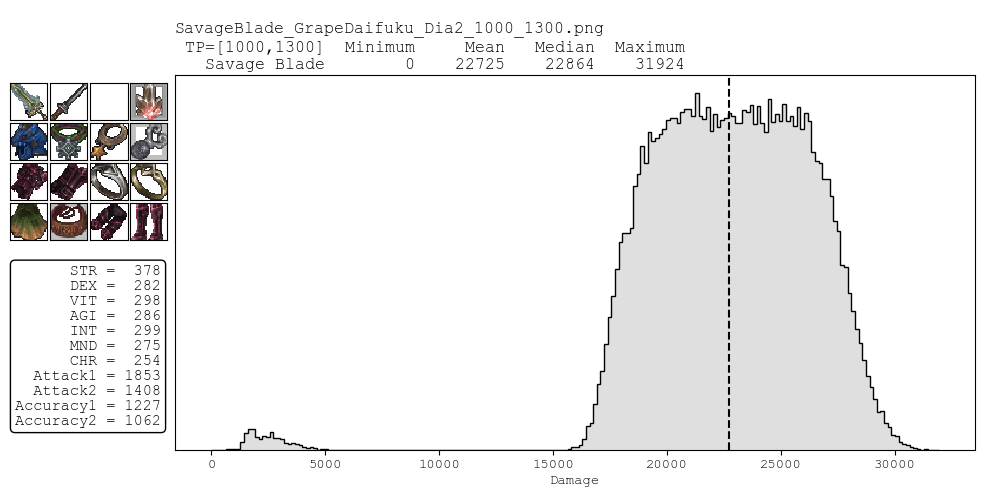 SavageBlade_GrapeDaifuku_Dia2_1000_1300.png
TP=[1000,1300] Minimum Mean Median Maximum
Savage Blade 0 22725 22864 31924
STR = 378
DEX = 282
VIT = 298
AGI = 286
INT = 299
MND = 275
CHR = 254
Attack1 = 1853
Attack2 = 1408
Accuracy1 = 1227
Accuracy2 = 1062
0 5000 10000 15000 20000 25000 30000
Damage